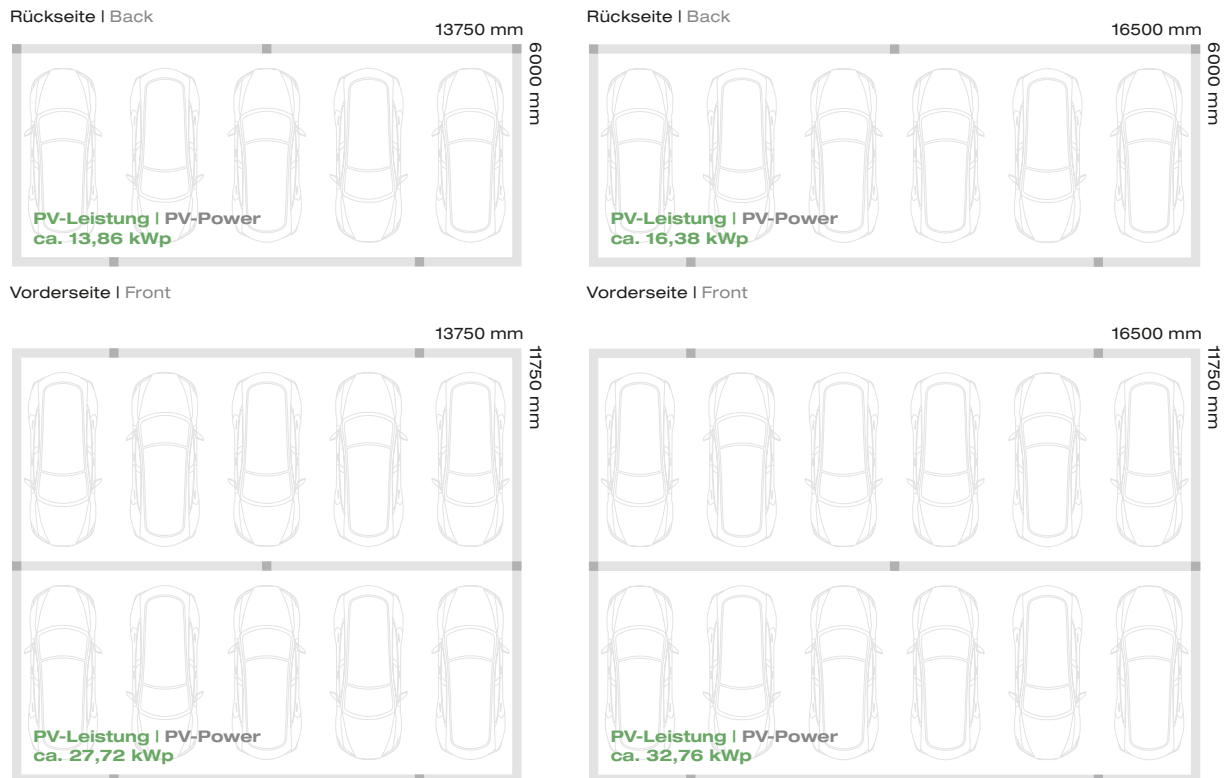 Rückseite | Back
13750 mm
6000 mm
PV-Leistung | PV-Power
ca. 13,86 kWp
Vorderseite | Front
Rückseite | Back
16500 mm
6000 mm
PV-Leistung | PV-Power
ca. 16,38 kWp
Vorderseite | Front
13750 mm
11750 mm
PV-Leistung | PV-Power
ca. 27,72 kWp
16500 mm
11750 mm
PV-Leistung | PV-Power
ca. 32,76 kWp